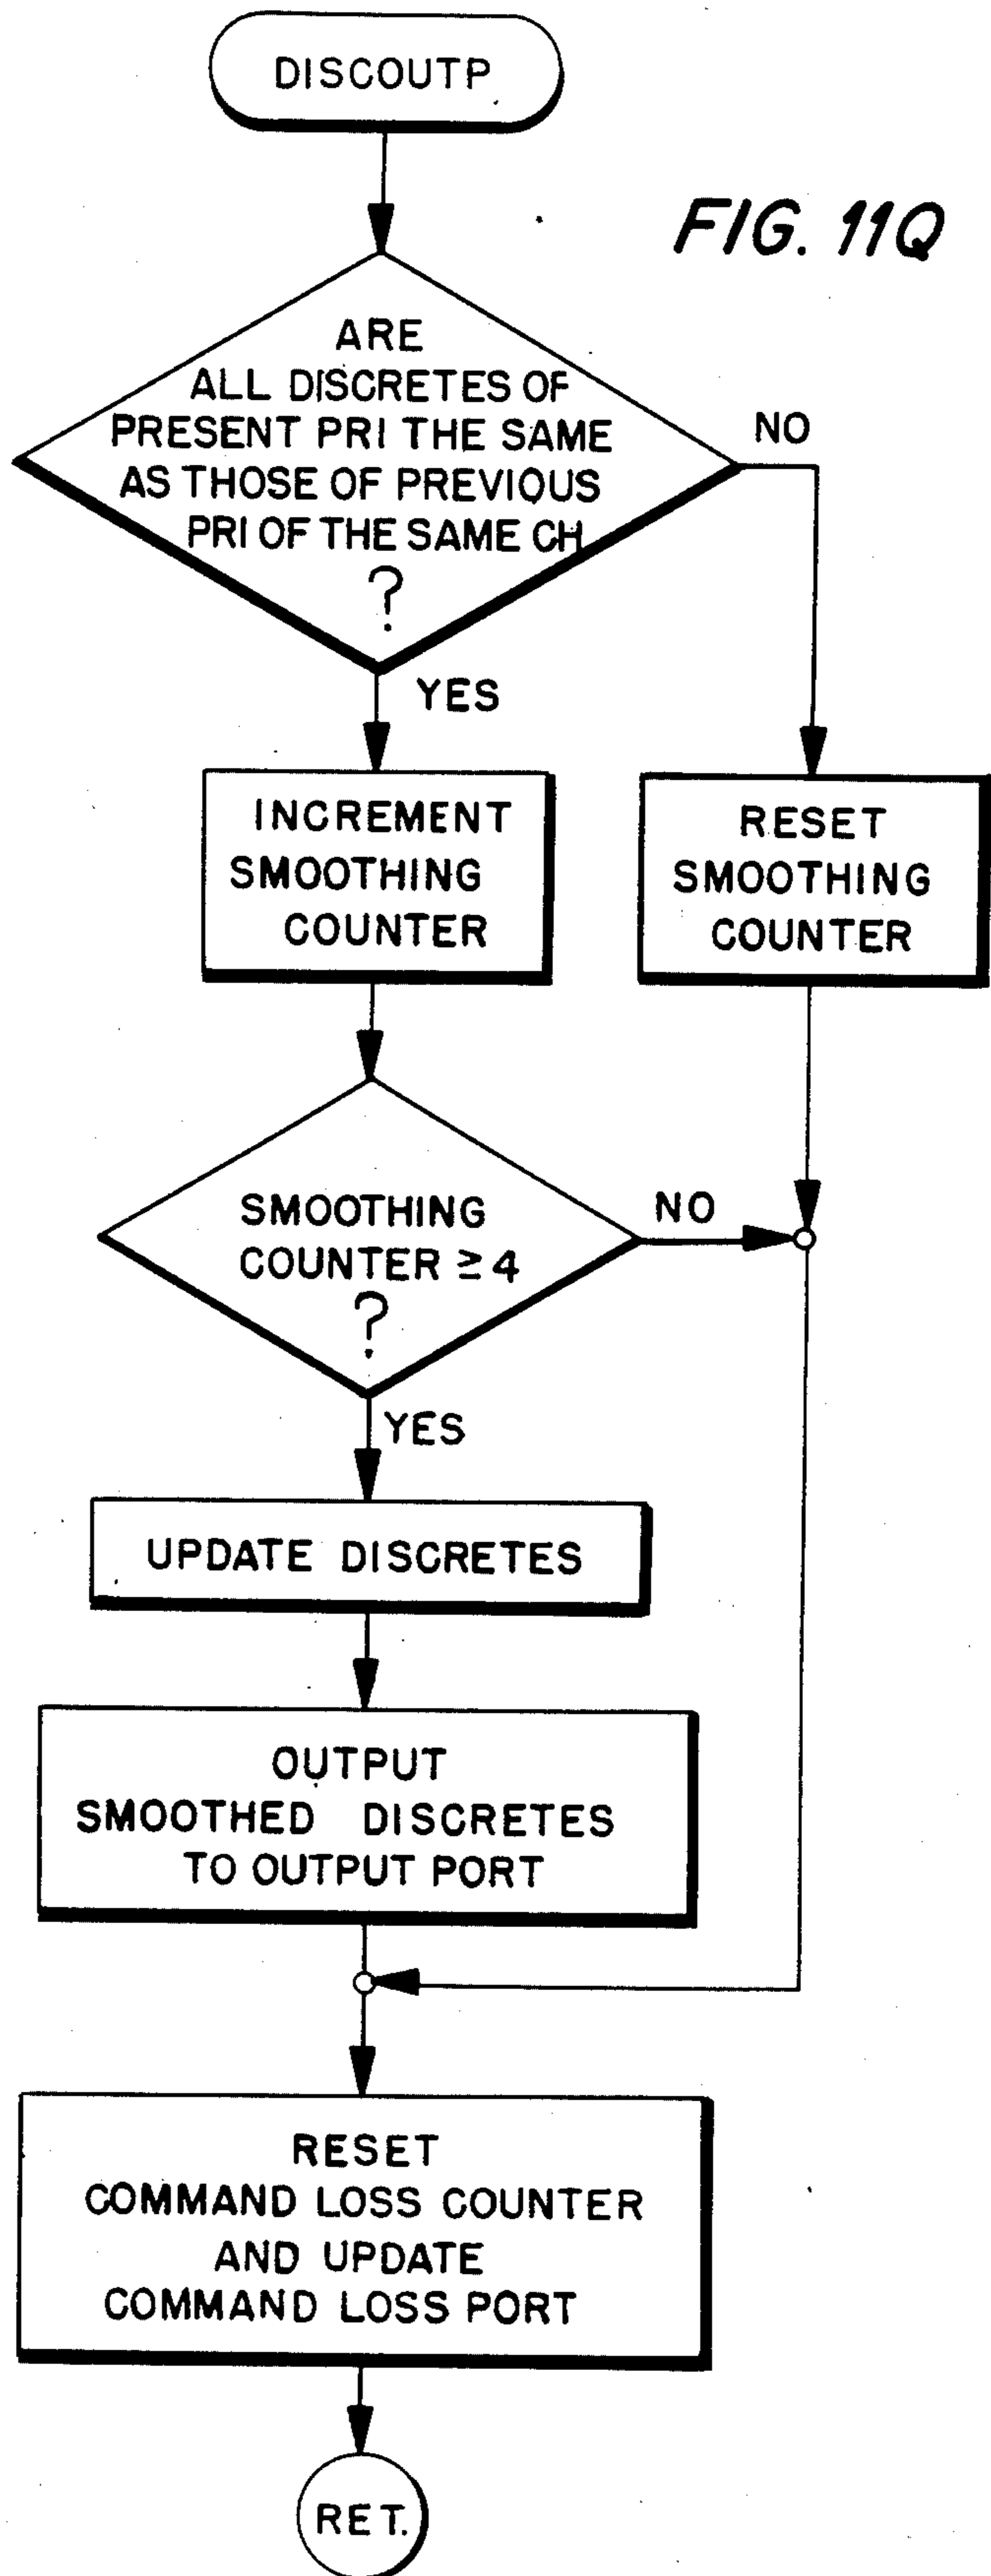 DISCOUTP
FIG. 11Q
ARE
ALL DISCRETES OF
PRESENT PRI THE SAME
AS THOSE OF PREVIOUS
PRI OF THE SAME CH
?
NO
YES
INCREMENT
SMOOTHING
COUNTER
RESET
SMOOTHING
COUNTER
SMOOTHING
COUNTER ≥ 4
?
NO
YES
UPDATE DISCRETES
OUTPUT
SMOOTHED DISCRETES
TO OUTPUT PORT
RESET
COMMAND LOSS COUNTER
AND UPDATE
COMMAND LOSS PORT
RET.